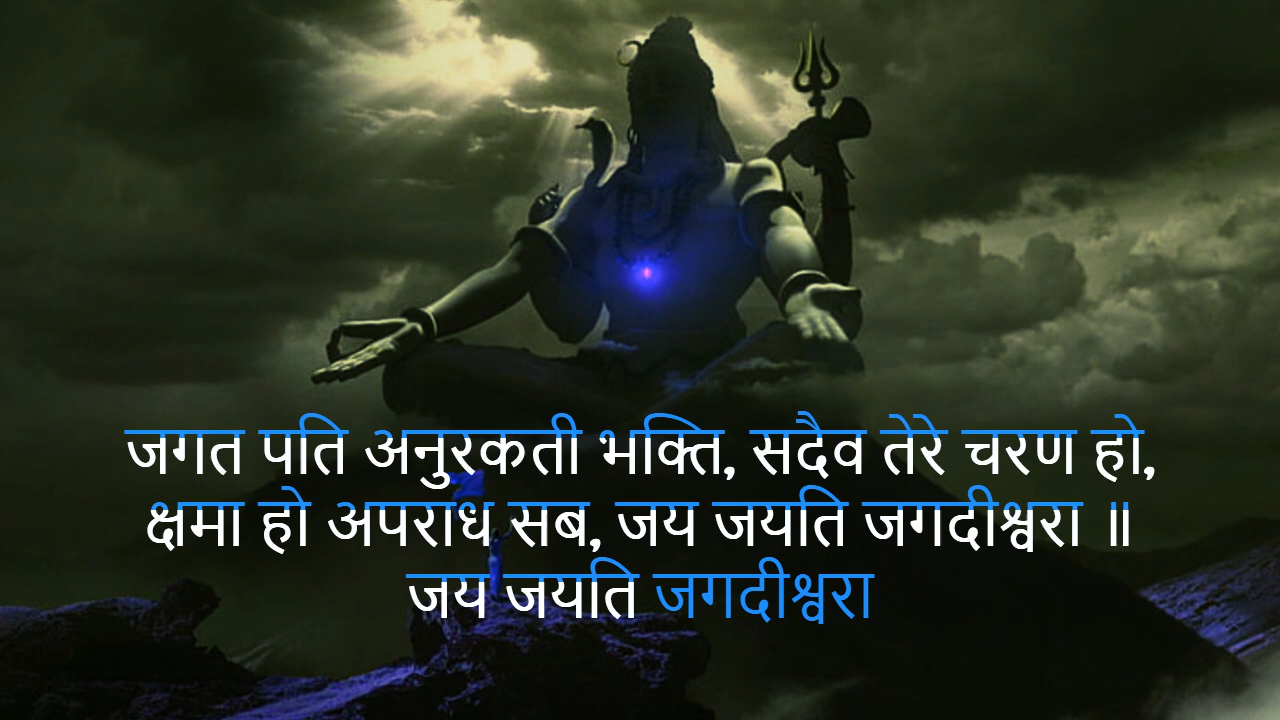 जगत पति अनुरकती भक्ति, सदैव तेरे चरण हो,
क्षमा हो अपराध सब, जय जयति जगदीश्वरा ॥
जय जयति जगदीश्वरा